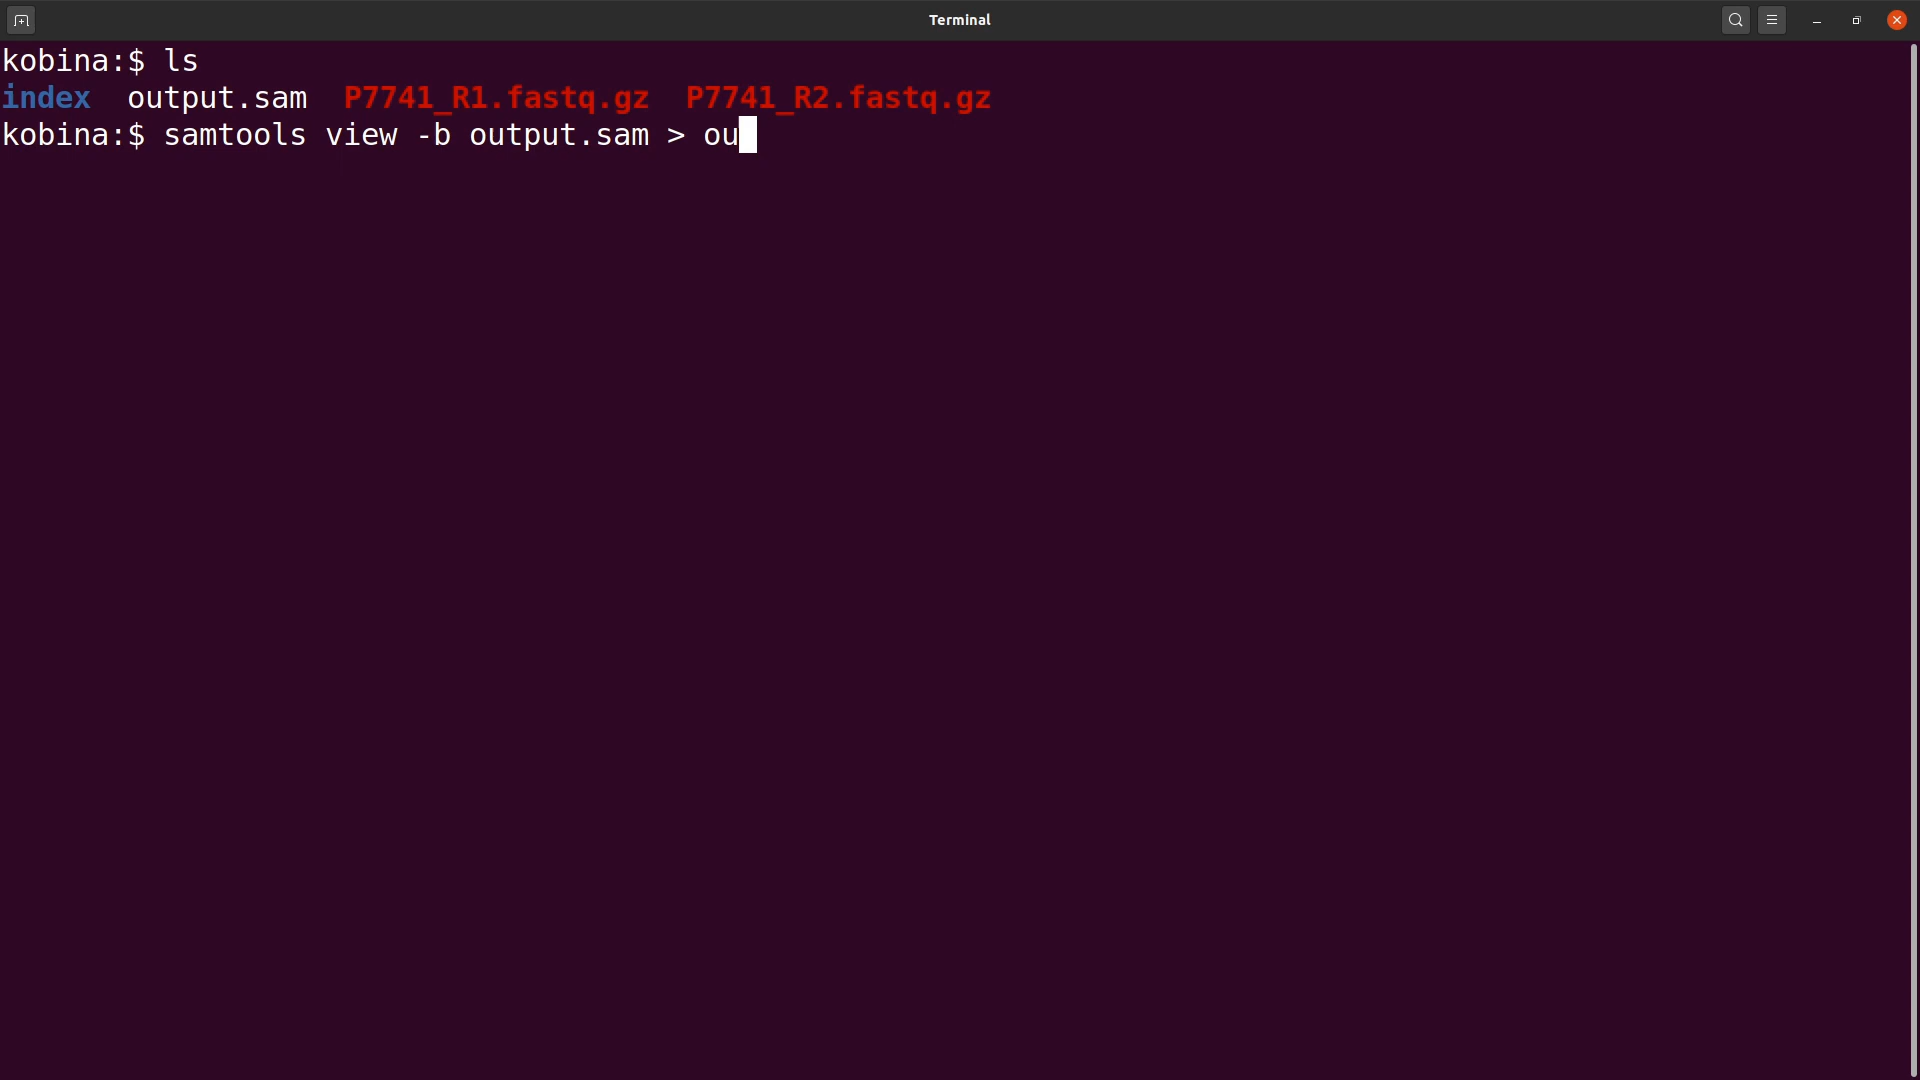 Terminal
kobina:$ ls
index  output.sam  P7741_R1.fastq.gz  P7741_R2.fastq.gz
kobina:$ samtools view -b output.sam > ou